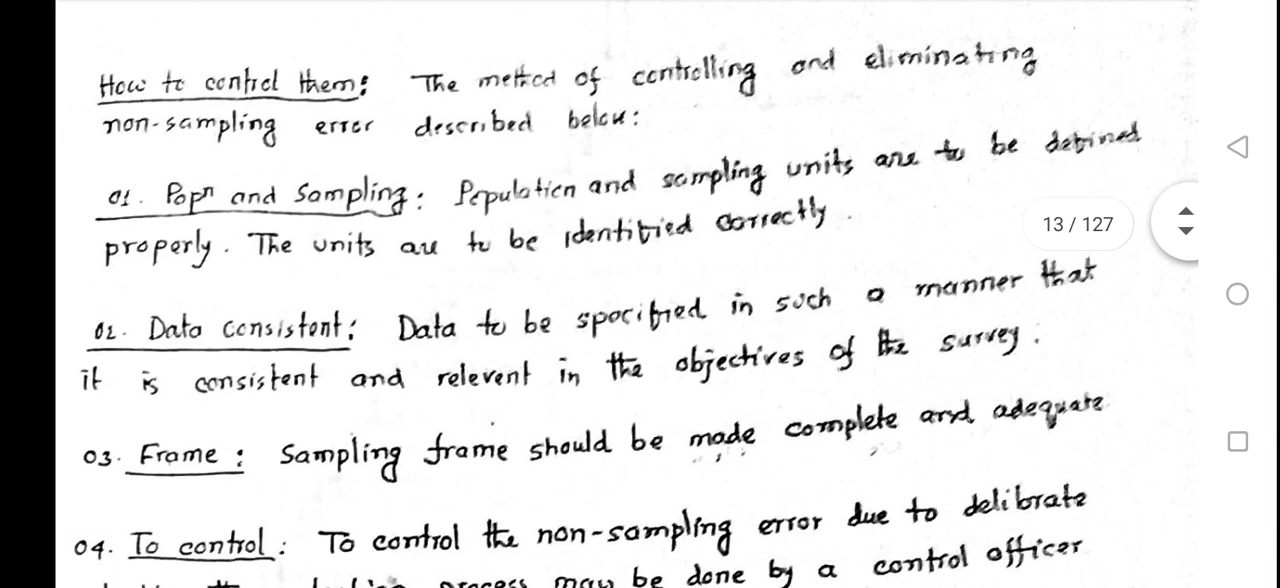 How to control them: The method of controlling and eliminating
non-sampling error described below:
01. Popn and Sampling: Population and sampling units are to be defined
properly. The units are to be identified correctly.
13 / 127
02. Data consistent: Data to be specified in such a manner that
it is consistent and relevent in the objectives of the survey.
03. Frame: Sampling frame should be made complete and adequate
04. To control: To control the non-sampling error due to delibrate
process may be done by a control officer